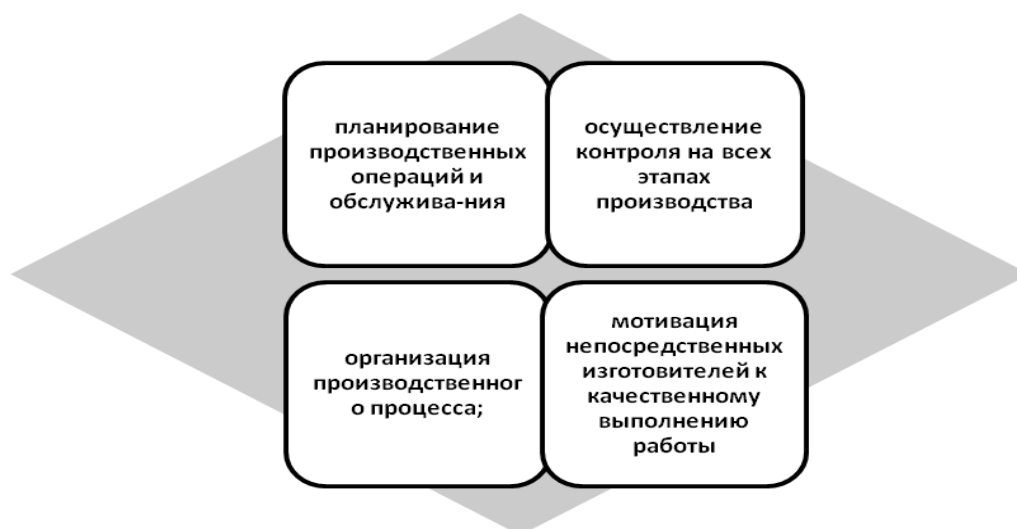 планирование
производственных
операций и
обслужива-ния
осуществление
контроля на всех
этапах
производства
организация
производственног
о процесса;
мотивация
непосредственных
изготовителей к
качественному
выполнению
работы